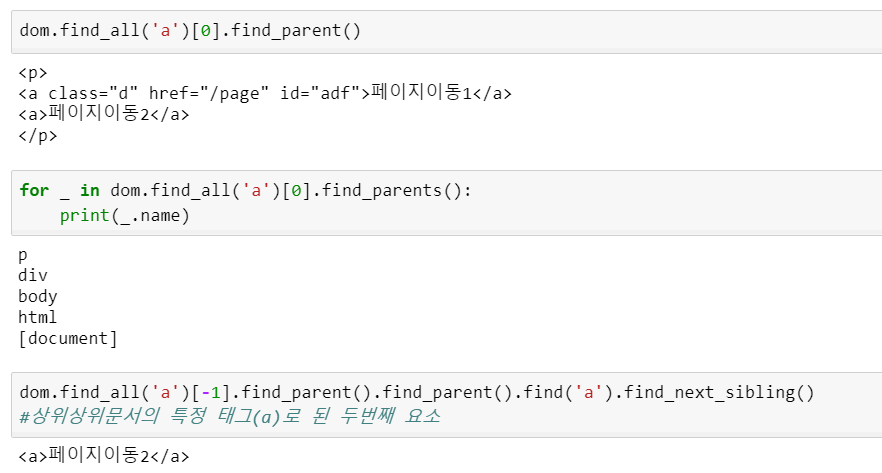 dom.find_all('a')[0].find_parent()
<p>
<a class="d" href="/page" id="adf">페이지이동1</a>
<a>페이지이동2</a>
</p>
for _ in dom.find_all('a')[0].find_parents():
    print(_.name)
p
div
body
html
[document]
dom.find_all('a')[-1].find_parent().find_parent().find('a').find_next_sibling()
#상위상위문서의 특정 태그(a)로 된 두번째 요소
<a>페이지이동2</a>